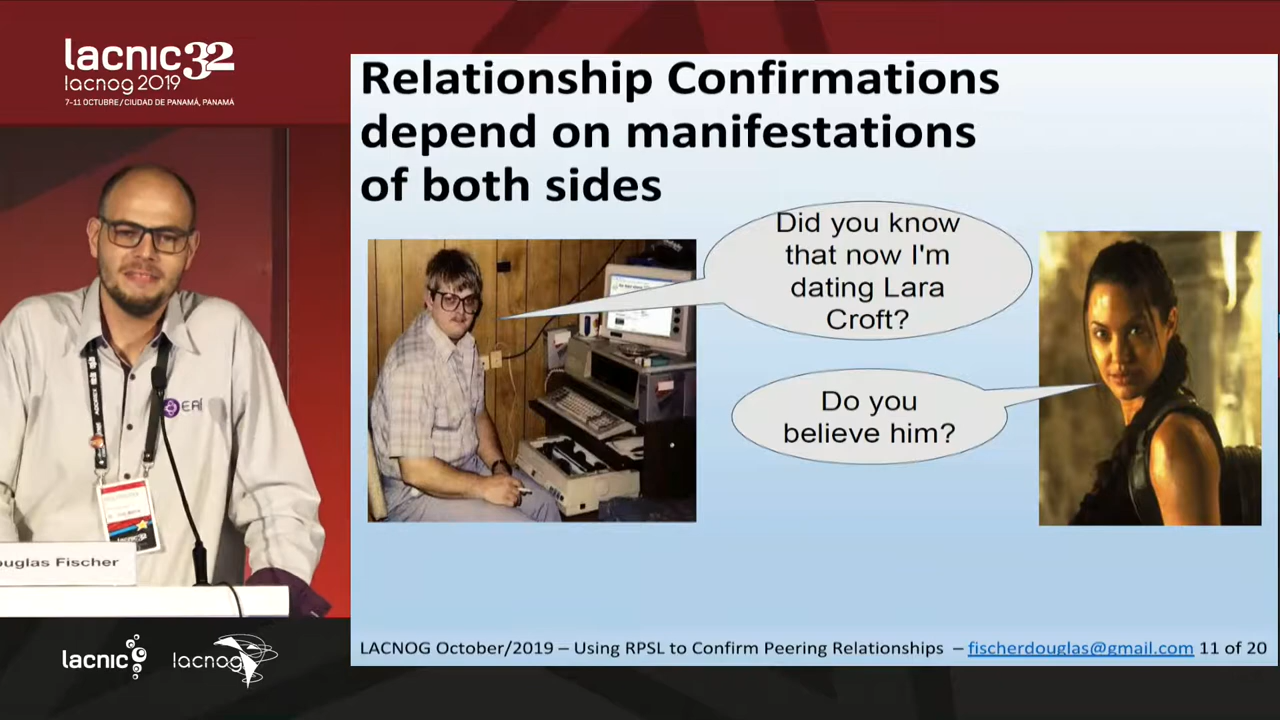 lacnic32
lacnog 2019
7-11 OCTUBRE / CIUDAD DE PANAMÁ, PANAMÁ
Relationship Confirmations
depend on manifestations
of both sides
Did you know
that now I'm
dating Lara
Croft?
Do you
believe him?
ouglas Fischer
lacnic
lacnog
LACNOG October/2019 – Using RPSL to Confirm Peering Relationships – fischerdouglas@gmail.com 11 of 20